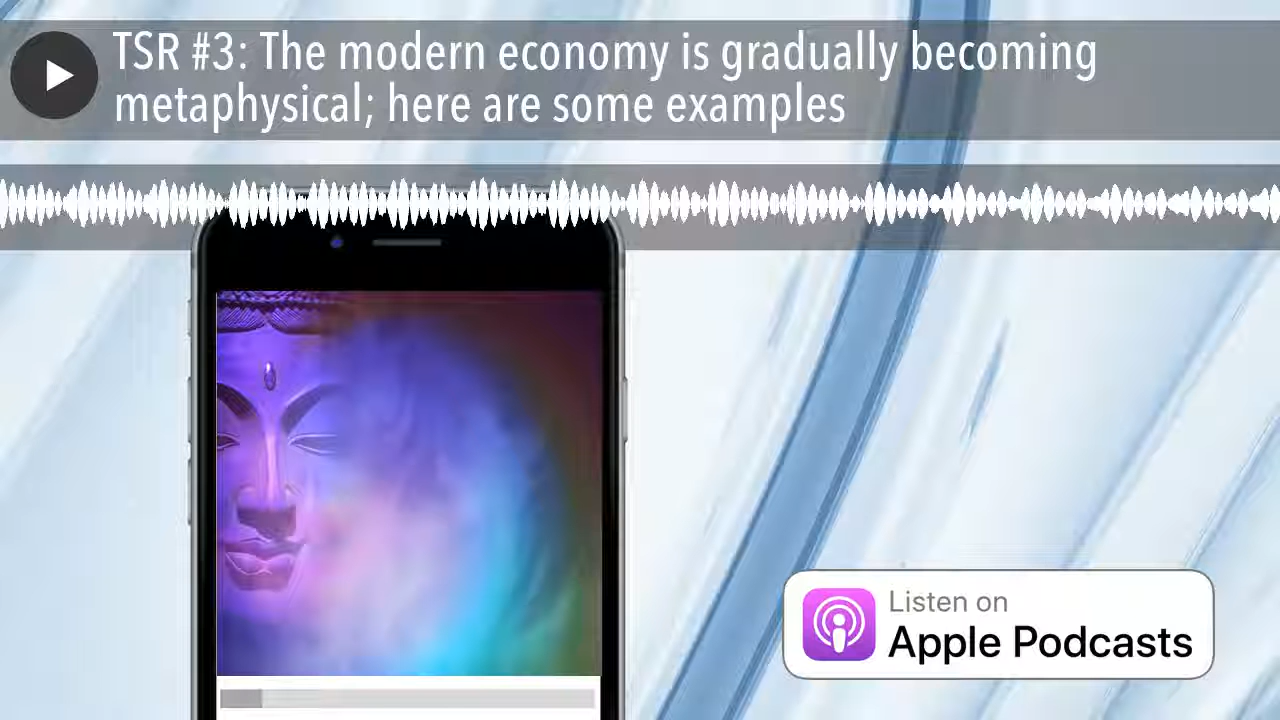 TSR #3: The modern economy is gradually becoming
metaphysical; here are some examples
Listen on
Apple Podcasts